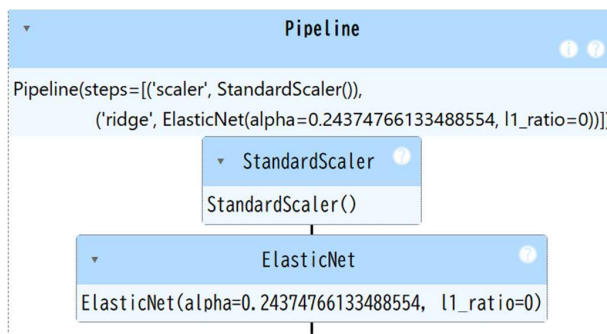 Pipeline
Pipeline(steps=[('scaler', StandardScaler()),
('ridge', ElasticNet(alpha=0.24374766133488554, l1_ratio=0))])
StandardScaler
StandardScaler()
ElasticNet
ElasticNet(alpha=0.24374766133488554, l1_ratio=0)